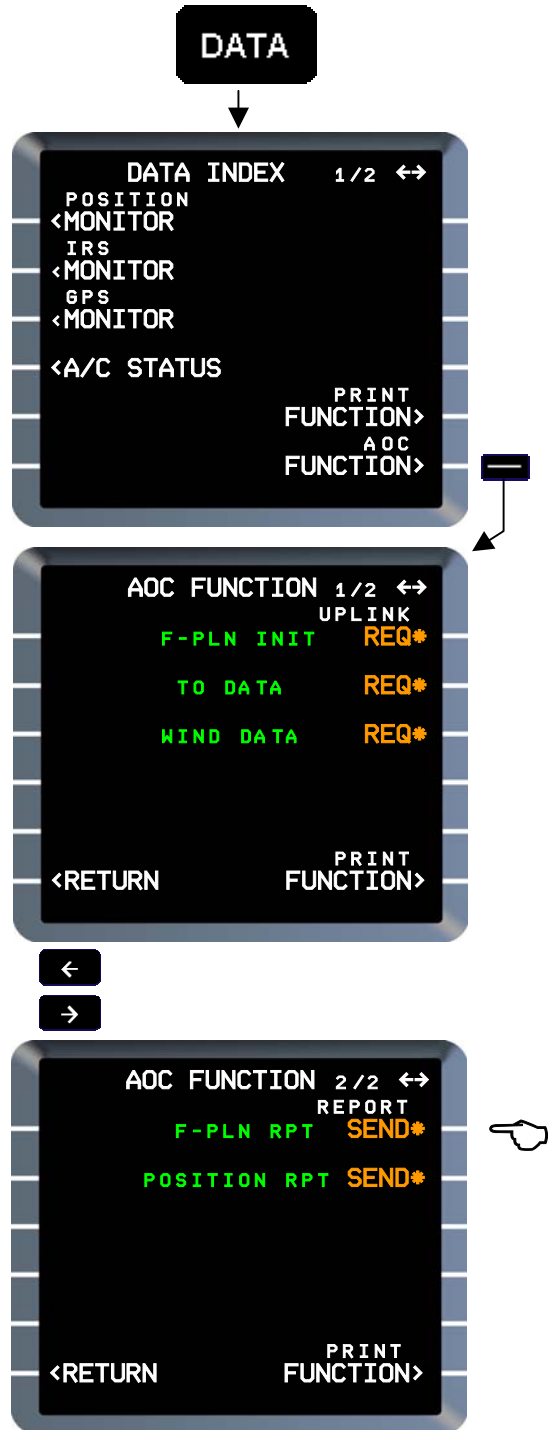 DATA
DATA INDEX 1/2 ←→
POSITION
<MONITOR
IRS
<MONITOR
GPS
<MONITOR
<A/C STATUS
PRINT
FUNCTION>
AOC
FUNCTION>
AOC FUNCTION 1/2 ←→
UPLINK
F-PLN INIT REQ*
TO DATA REQ*
WIND DATA REQ*
PRINT
<RETURN FUNCTION>
←
→
AOC FUNCTION 2/2 ←→
REPORT
F-PLN RPT SEND*
POSITION RPT SEND*
PRINT
<RETURN FUNCTION>